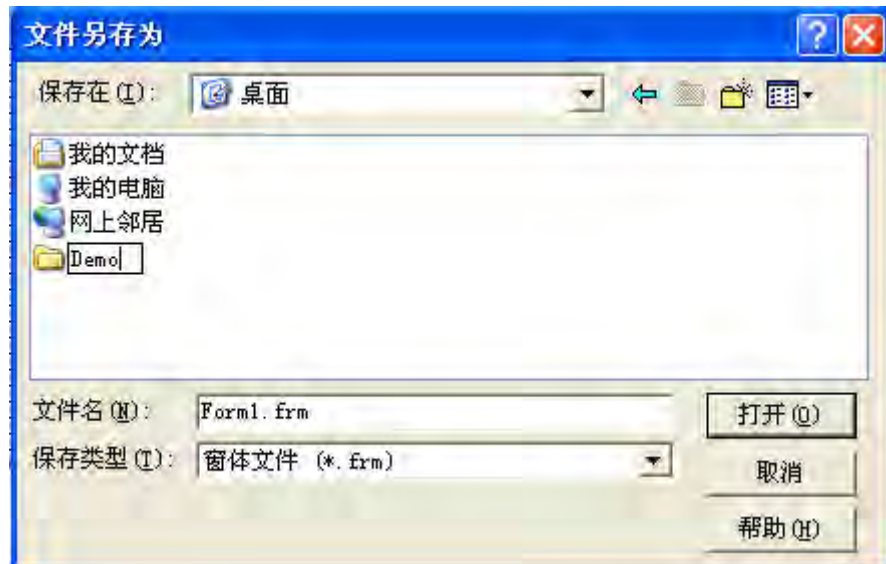 文件另存为
保存在(I): 桌面
我的文档
我的电脑
网上邻居
Demo
文件名(N): Form1.frm 打开(O)
保存类型(T): 窗体文件 (*.frm) 取消
帮助(H)